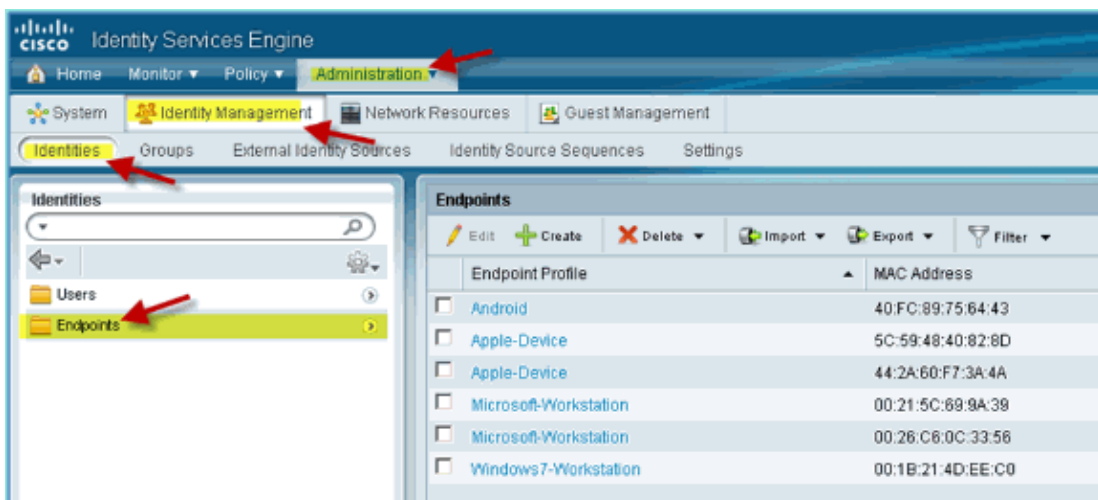 CISCO Identity Services Engine
Home Monitor Policy Administration
System Identity Management Network Resources Guest Management
Identities Groups External Identity Sources Identity Source Sequences Settings
Identities
Users
Endpoints
Endpoints
Edit Create Delete Import Export Filter
Endpoint Profile MAC Address
Android 40:FC:89:75:64:43
Apple-Device 5C:59:48:40:82:8D
Apple-Device 44:2A:60:F7:3A:4A
Microsoft-Workstation 00:21:5C:69:9A:39
Microsoft-Workstation 00:26:C6:0C:33:56
Windows7-Workstation 00:1B:21:4D:EE:C0